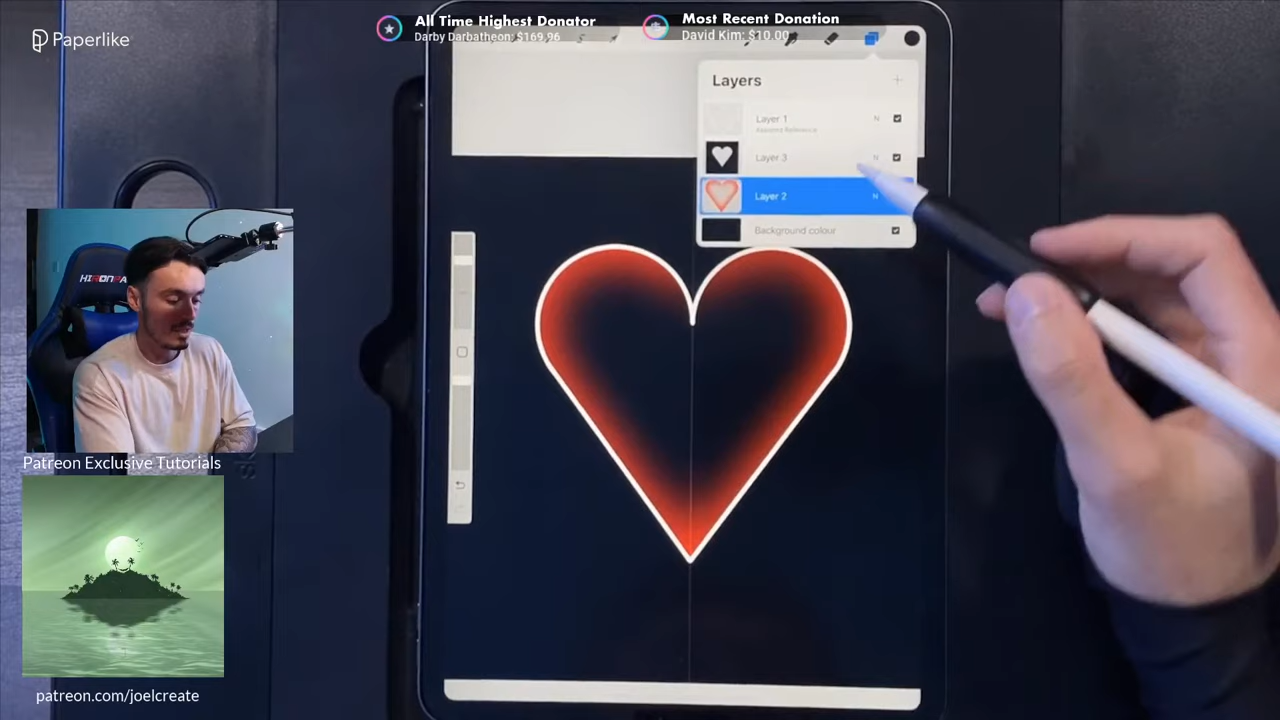 Paperlike
All Time Highest Donator
Darby Darbatheon: $169.96
Most Recent Donation
David Kim: $10.00
Layers
Layer 1
N
Layer 3
N
Layer 2
N
Background colour
Patreon Exclusive Tutorials
patreon.com/joelcreate